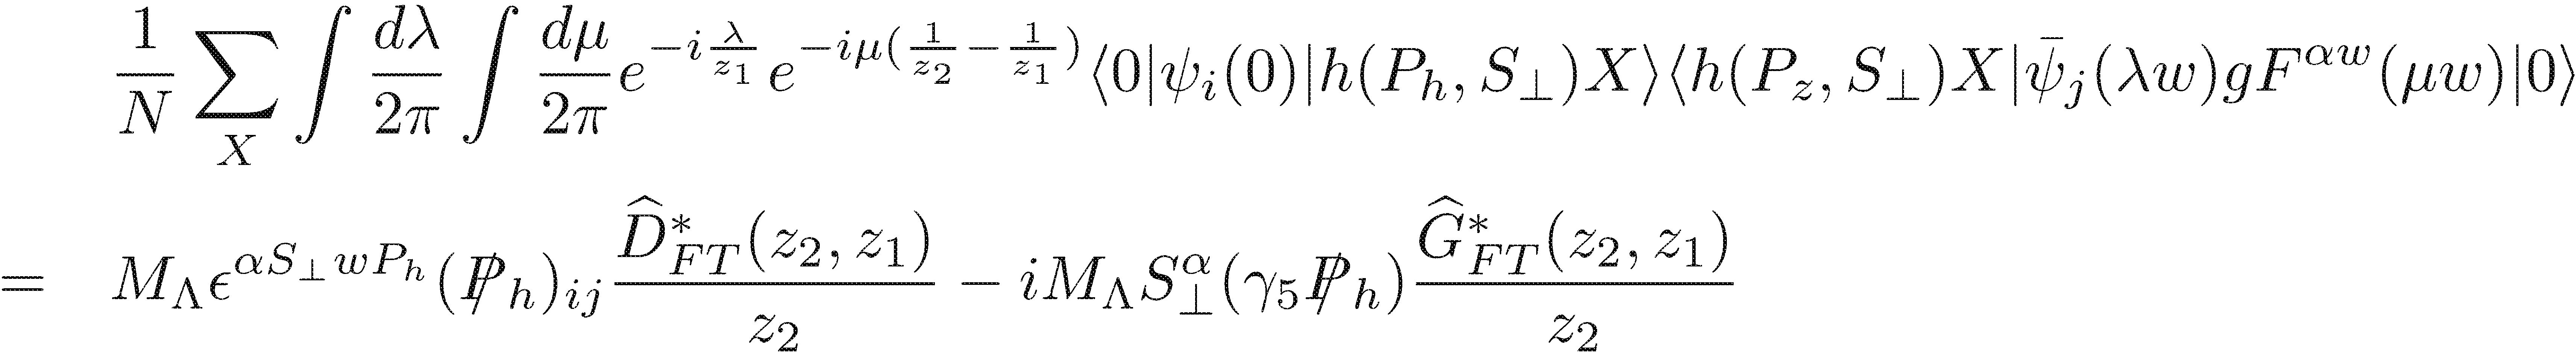 \frac{1}{N} \sum_X \int \frac{d\lambda}{2\pi} \int \frac{d\mu}{2\pi} e^{-i\frac{\lambda}{z_1}} e^{-i\mu(\frac{1}{z_2}-\frac{1}{z_1})} \langle 0|\psi_i(0)|h(P_h, S_\perp)X\rangle \langle h(P_z, S_\perp)X|\bar{\psi}_j(\lambda w) g F^{\alpha w}(\mu w)|0\rangle
= M_\Lambda \epsilon^{\alpha S_\perp w P_h} (\not{P}_h)_{ij} \frac{\widehat{D}^*_{FT}(z_2, z_1)}{z_2} - i M_\Lambda S_\perp^\alpha (\gamma_5 \not{P}_h) \frac{\widehat{G}^*_{FT}(z_2, z_1)}{z_2}